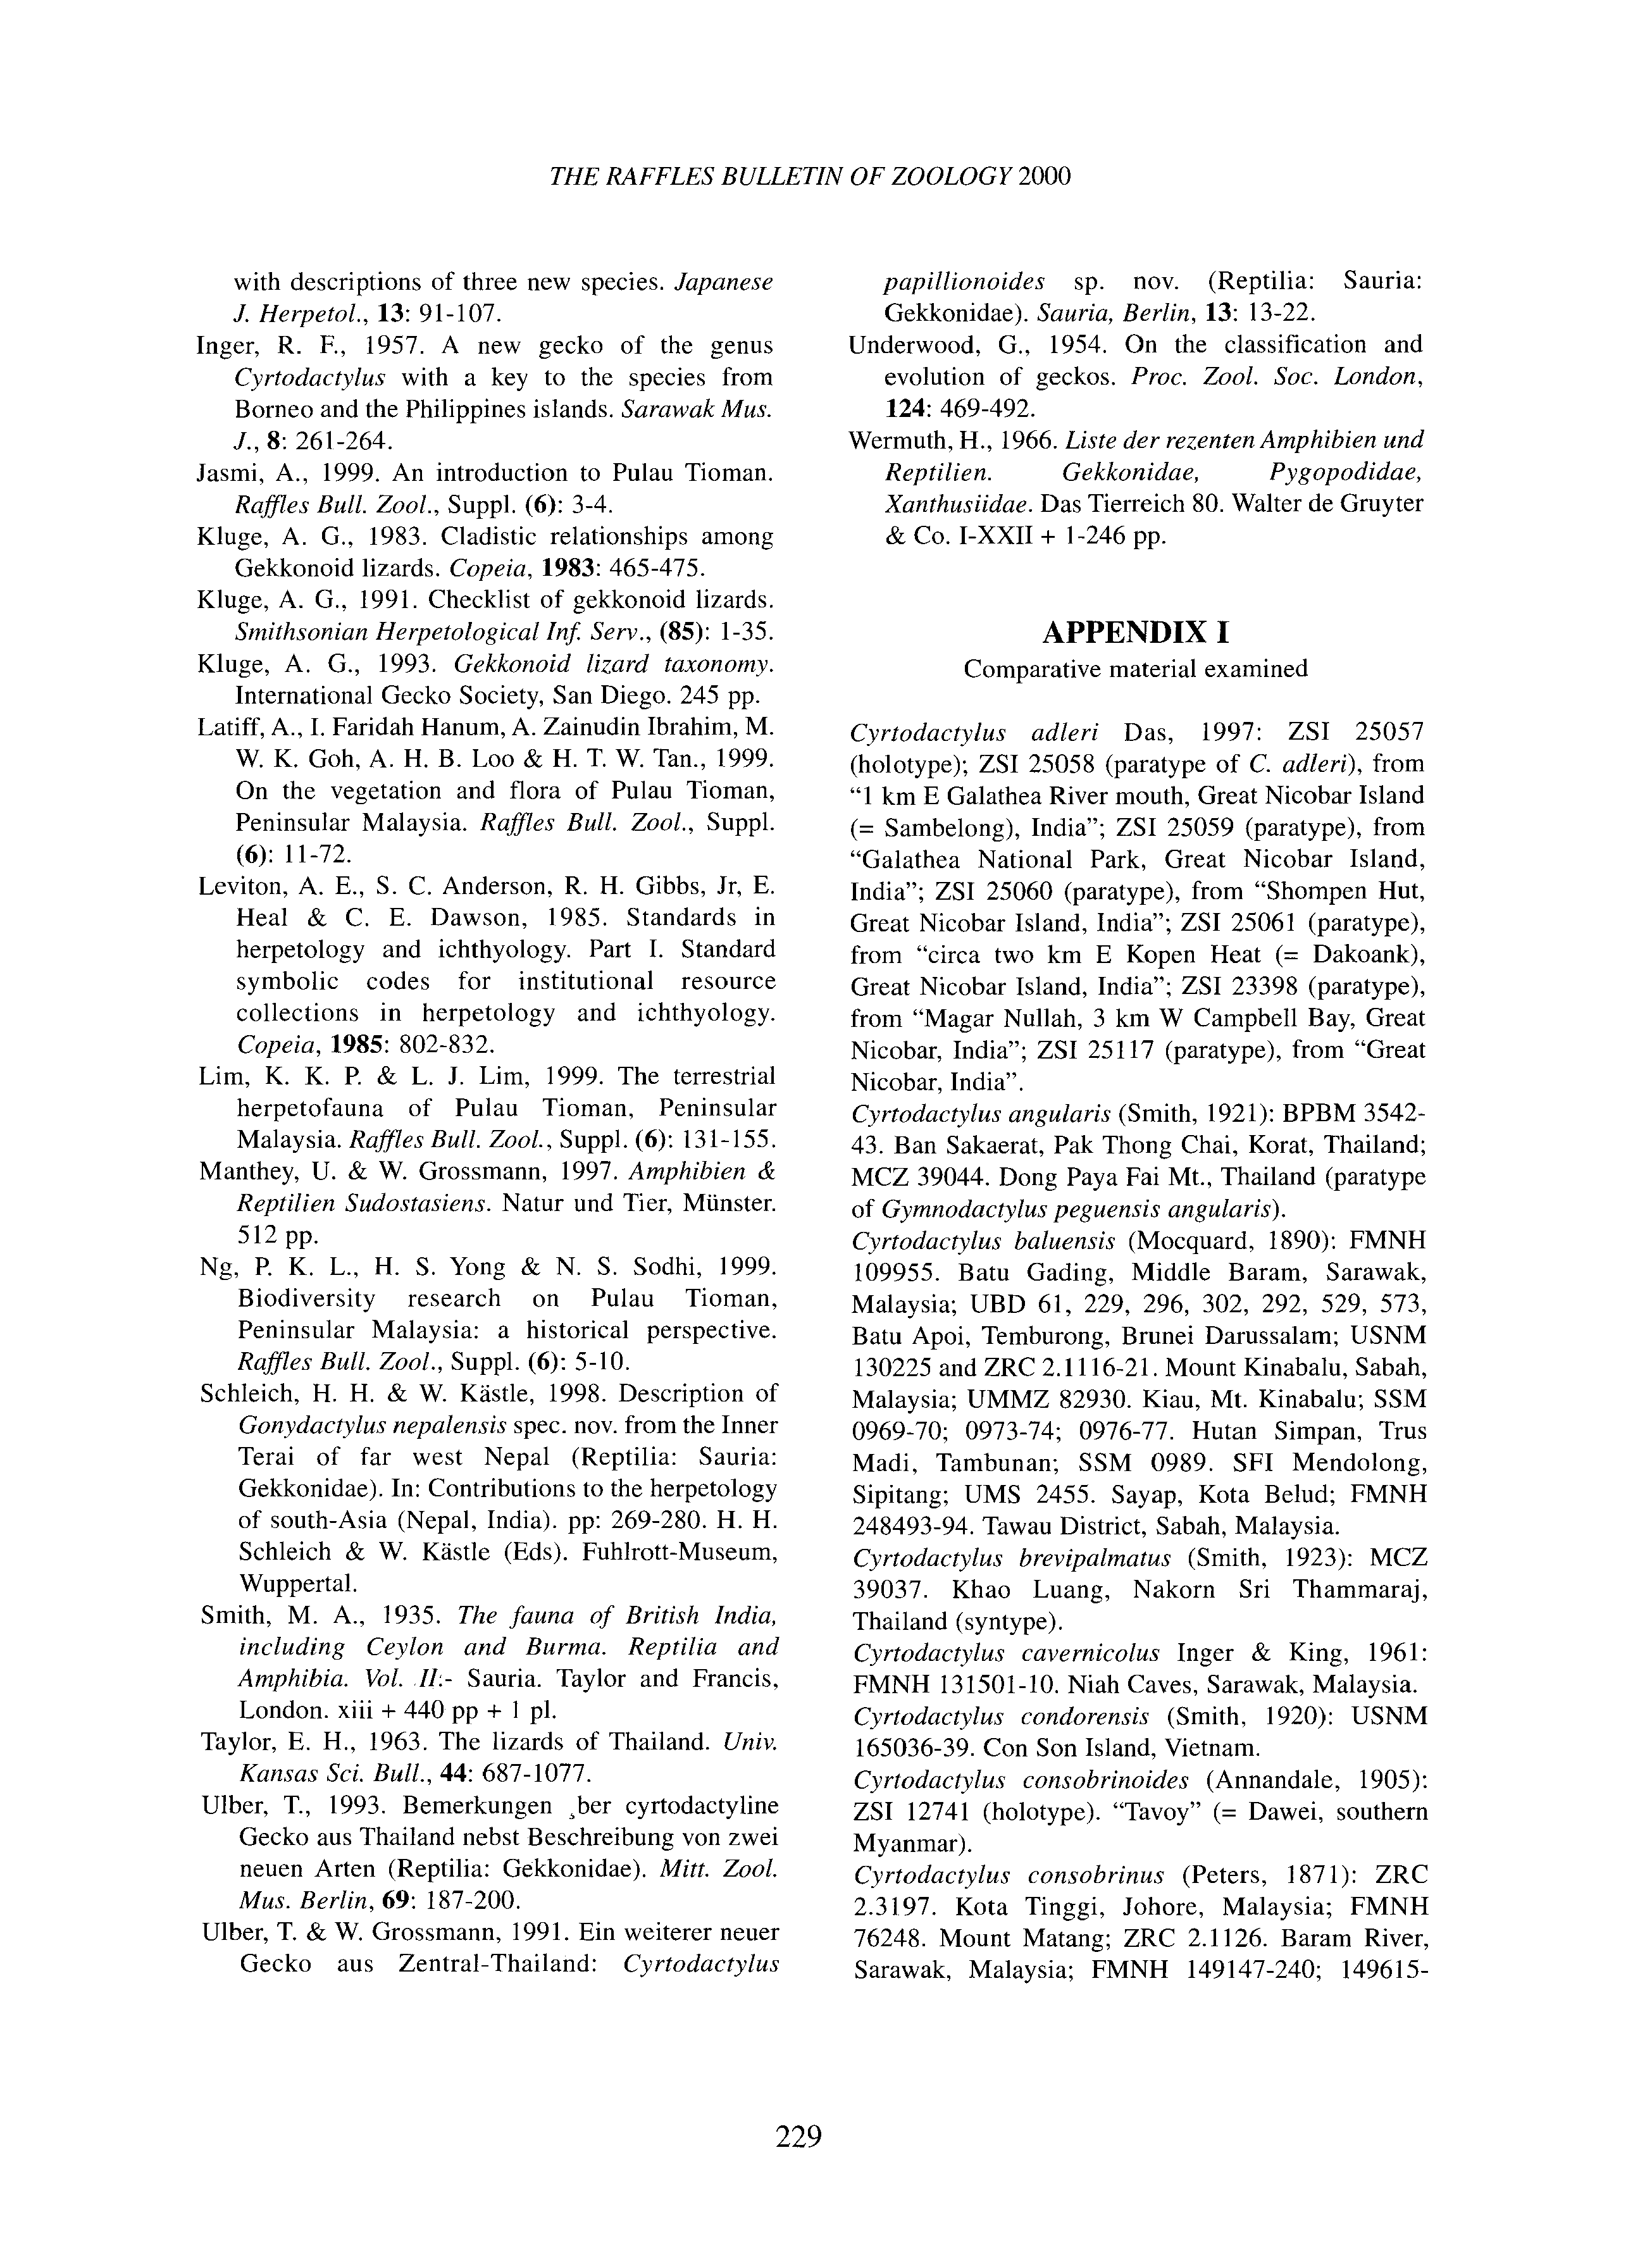 THE RAFFLES BULLETIN OF ZOOLOGY 2000
with descriptions of three new species. Japanese
J. Herpetol., 13: 91-107.
Inger, R. F., 1957. A new gecko of the genus
Cyrtodactylus with a key to the species from
Borneo and the Philippines islands. Sarawak Mus.
J., 8: 261-264.
Jasmi, A., 1999. An introduction to Pulau Tioman.
Raffles Bull. Zool., Suppl. (6): 3-4.
Kluge, A. G., 1983. Cladistic relationships among
Gekkonoid lizards. Copeia, 1983: 465-475.
Kluge, A. G., 1991. Checklist of gekkonoid lizards.
Smithsonian Herpetological Inf. Serv., (85): 1-35.
Kluge, A. G., 1993. Gekkonoid lizard taxonomy.
International Gecko Society, San Diego. 245 pp.
Latiff, A., I. Faridah Hanum, A. Zainudin Ibrahim, M.
W. K. Goh, A. H. B. Loo & H. T. W. Tan., 1999.
On the vegetation and flora of Pulau Tioman,
Peninsular Malaysia. Raffles Bull. Zool., Suppl.
(6): 11-72.
Leviton, A. E., S. C. Anderson, R. H. Gibbs, Jr, E.
Heal & C. E. Dawson, 1985. Standards in
herpetology and ichthyology. Part I. Standard
symbolic codes for institutional resource
collections in herpetology and ichthyology.
Copeia, 1985: 802-832.
Lim, K. K. P. & L. J. Lim, 1999. The terrestrial
herpetofauna of Pulau Tioman, Peninsular
Malaysia. Raffles Bull. Zool., Suppl. (6): 131-155.
Manthey, U. & W. Grossmann, 1997. Amphibien &
Reptilien Sudostasiens. Natur und Tier, Münster.
512 pp.
Ng, P. K. L., H. S. Yong & N. S. Sodhi, 1999.
Biodiversity research on Pulau Tioman,
Peninsular Malaysia: a historical perspective.
Raffles Bull. Zool., Suppl. (6): 5-10.
Schleich, H. H. & W. Kästle, 1998. Description of
Gonydactylus nepalensis spec. nov. from the Inner
Terai of far west Nepal (Reptilia: Sauria:
Gekkonidae). In: Contributions to the herpetology
of south-Asia (Nepal, India). pp: 269-280. H. H.
Schleich & W. Kästle (Eds). Fuhlrott-Museum,
Wuppertal.
Smith, M. A., 1935. The fauna of British India,
including Ceylon and Burma. Reptilia and
Amphibia. Vol. II:- Sauria. Taylor and Francis,
London. xiii + 440 pp + 1 pl.
Taylor, E. H., 1963. The lizards of Thailand. Univ.
Kansas Sci. Bull., 44: 687-1077.
Ulber, T., 1993. Bemerkungen ¸ber cyrtodactyline
Gecko aus Thailand nebst Beschreibung von zwei
neuen Arten (Reptilia: Gekkonidae). Mitt. Zool.
Mus. Berlin, 69: 187-200.
Ulber, T. & W. Grossmann, 1991. Ein weiterer neuer
Gecko aus Zentral-Thailand: Cyrtodactylus
papillionoides sp. nov. (Reptilia: Sauria:
Gekkonidae). Sauria, Berlin, 13: 13-22.
Underwood, G., 1954. On the classification and
evolution of geckos. Proc. Zool. Soc. London,
124: 469-492.
Wermuth, H., 1966. Liste der rezenten Amphibien und
Reptilien. Gekkonidae, Pygopodidae,
Xanthusiidae. Das Tierreich 80. Walter de Gruyter
& Co. I-XXII + 1-246 pp.
APPENDIX I
Comparative material examined
Cyrtodactylus adleri Das, 1997: ZSI 25057
(holotype); ZSI 25058 (paratype of C. adleri), from
“1 km E Galathea River mouth, Great Nicobar Island
(= Sambelong), India”; ZSI 25059 (paratype), from
“Galathea National Park, Great Nicobar Island,
India”; ZSI 25060 (paratype), from “Shompen Hut,
Great Nicobar Island, India”; ZSI 25061 (paratype),
from “circa two km E Kopen Heat (= Dakoank),
Great Nicobar Island, India”; ZSI 23398 (paratype),
from “Magar Nullah, 3 km W Campbell Bay, Great
Nicobar, India”; ZSI 25117 (paratype), from “Great
Nicobar, India”.
Cyrtodactylus angularis (Smith, 1921): BPBM 3542-
43. Ban Sakaerat, Pak Thong Chai, Korat, Thailand;
MCZ 39044. Dong Paya Fai Mt., Thailand (paratype
of Gymnodactylus peguensis angularis).
Cyrtodactylus baluensis (Mocquard, 1890): FMNH
109955. Batu Gading, Middle Baram, Sarawak,
Malaysia; UBD 61, 229, 296, 302, 292, 529, 573,
Batu Apoi, Temburong, Brunei Darussalam; USNM
130225 and ZRC 2.1116-21. Mount Kinabalu, Sabah,
Malaysia; UMMZ 82930. Kiau, Mt. Kinabalu; SSM
0969-70; 0973-74; 0976-77. Hutan Simpan, Trus
Madi, Tambunan; SSM 0989. SFI Mendolong,
Sipitang; UMS 2455. Sayap, Kota Belud; FMNH
248493-94. Tawau District, Sabah, Malaysia.
Cyrtodactylus brevipalmatus (Smith, 1923): MCZ
39037. Khao Luang, Nakorn Sri Thammaraj,
Thailand (syntype).
Cyrtodactylus cavernicolus Inger & King, 1961:
FMNH 131501-10. Niah Caves, Sarawak, Malaysia.
Cyrtodactylus condorensis (Smith, 1920): USNM
165036-39. Con Son Island, Vietnam.
Cyrtodactylus consobrinoides (Annandale, 1905):
ZSI 12741 (holotype). “Tavoy” (= Dawei, southern
Myanmar).
Cyrtodactylus consobrinus (Peters, 1871): ZRC
2.3197. Kota Tinggi, Johore, Malaysia; FMNH
76248. Mount Matang; ZRC 2.1126. Baram River,
Sarawak, Malaysia; FMNH 149147-240; 149615-
229